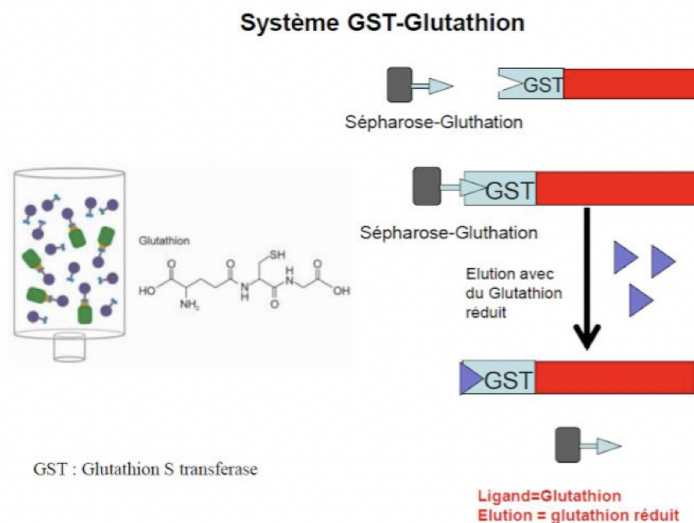 Système GST-Glutathion
GST
Sépharose-Gluthation
GST
Sépharose-Gluthation
Glutathion
SH
O
O
O
HO
N
H
HN
OH
NH₂
O
Elution avec
du Glutathion
réduit
GST
GST : Glutathion S transferase
Ligand=Glutathion
Elution = glutathion réduit